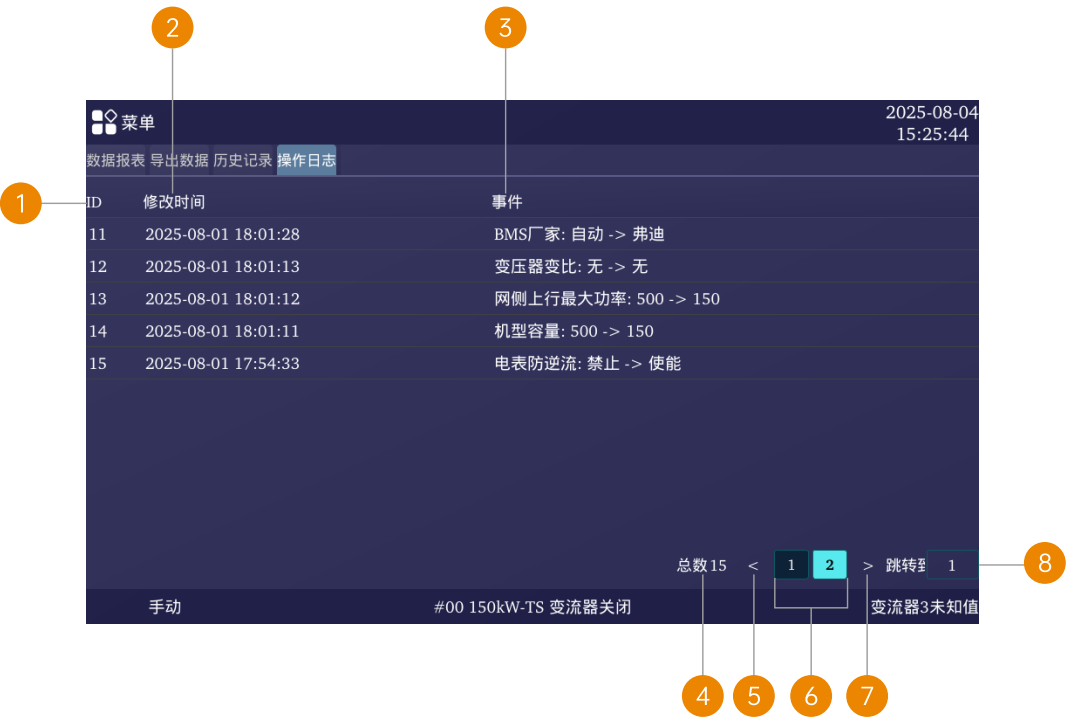 2 3
菜单
2025-08-04
15:25:44
数据报表 导出数据 历史记录 操作日志
1
ID 修改时间 事件
11 2025-08-01 18:01:28 BMS厂家: 自动 -> 弗迪
12 2025-08-01 18:01:13 变压器变比: 无 -> 无
13 2025-08-01 18:01:12 网侧上行最大功率: 500 -> 150
14 2025-08-01 18:01:11 机型容量: 500 -> 150
15 2025-08-01 17:54:33 电表防逆流: 禁止 -> 使能
总数15 < 1 2 > 跳转到 1 8
手动 #00 150kW-TS 变流器关闭 变流器3未知值
4 5 6 7